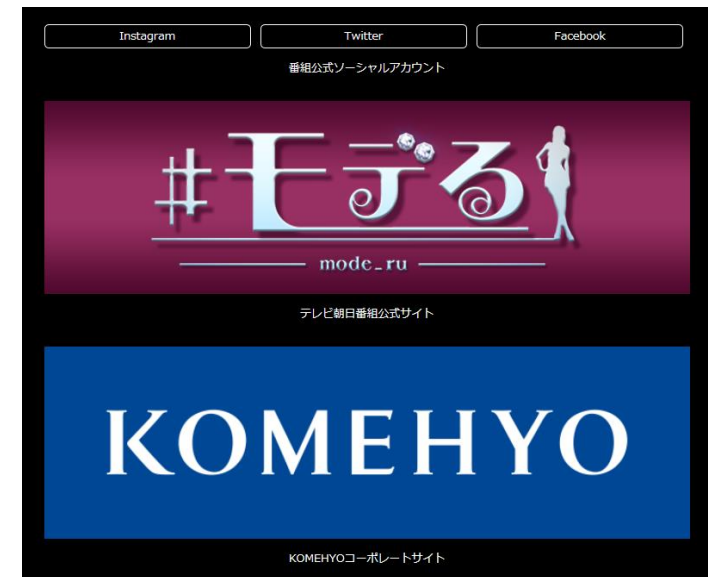 Instagram
Twitter
Facebook
番組公式ソーシャルアカウント
#モデる
mode_ru
テレビ朝日番組公式サイト
KOMEHYO
KOMEHYOコーポレートサイト